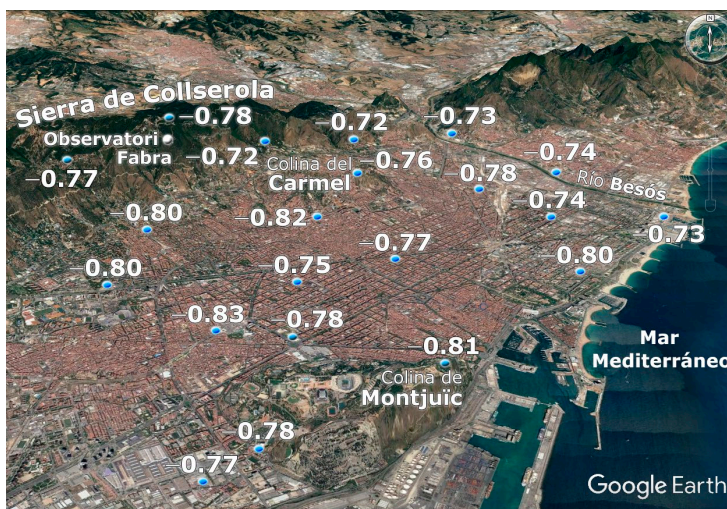 N
Sierra de Collserola
−0.78
−0.72
−0.73
Observatori
Fabra
−0.72
Colina del
Carmel
−0.76
−0.74
−0.77
−0.78
Río Besós
−0.80
−0.82
−0.74
−0.73
−0.77
−0.80
−0.80
−0.75
−0.83
−0.78
−0.81
Mar
Mediterráneo
Colina de
Montjuïc
0.78
−0.77
Google Earth